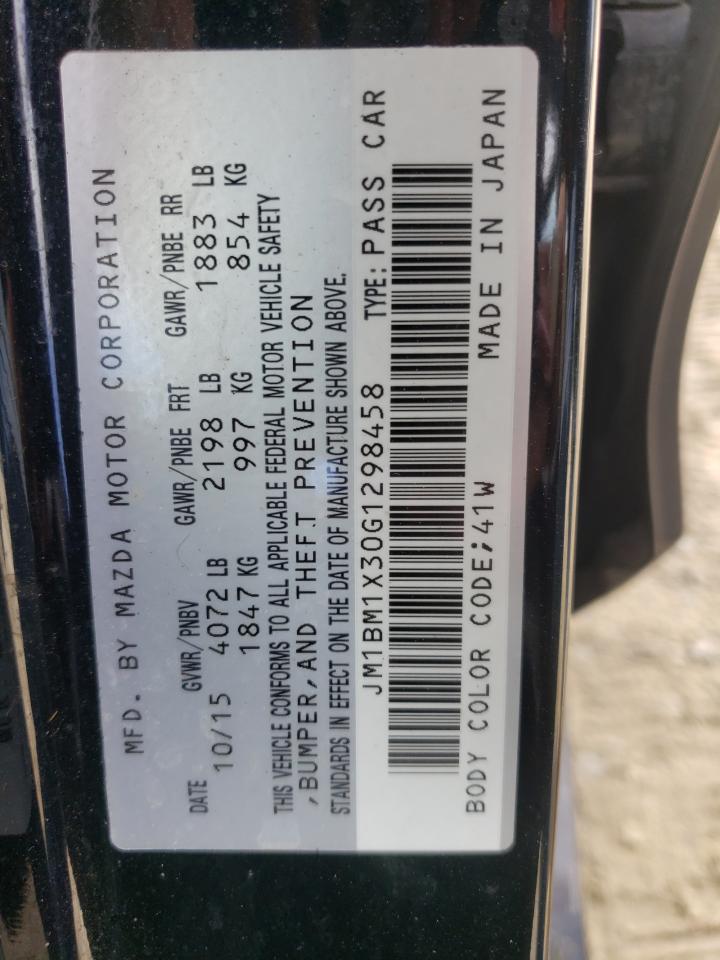 MFD. BY MAZDA MOTOR CORPORATION
DATE GVWR/PNBV GAWR/PNBE FRT GAWR/PNBE RR
10/15 4072 LB 2198 LB 1883 LB
1847 KG 997 KG 854 KG
THIS VEHICLE CONFORMS TO ALL APPLICABLE FEDERAL MOTOR VEHICLE SAFETY
,BUMPER,AND THEFT PREVENTION
STANDARDS IN EFFECT ON THE DATE OF MANUFACTURE SHOWN ABOVE.
JM1BM1X30G1298458 TYPE: PASS CAR
BODY COLOR CODE;41W MADE IN JAPAN